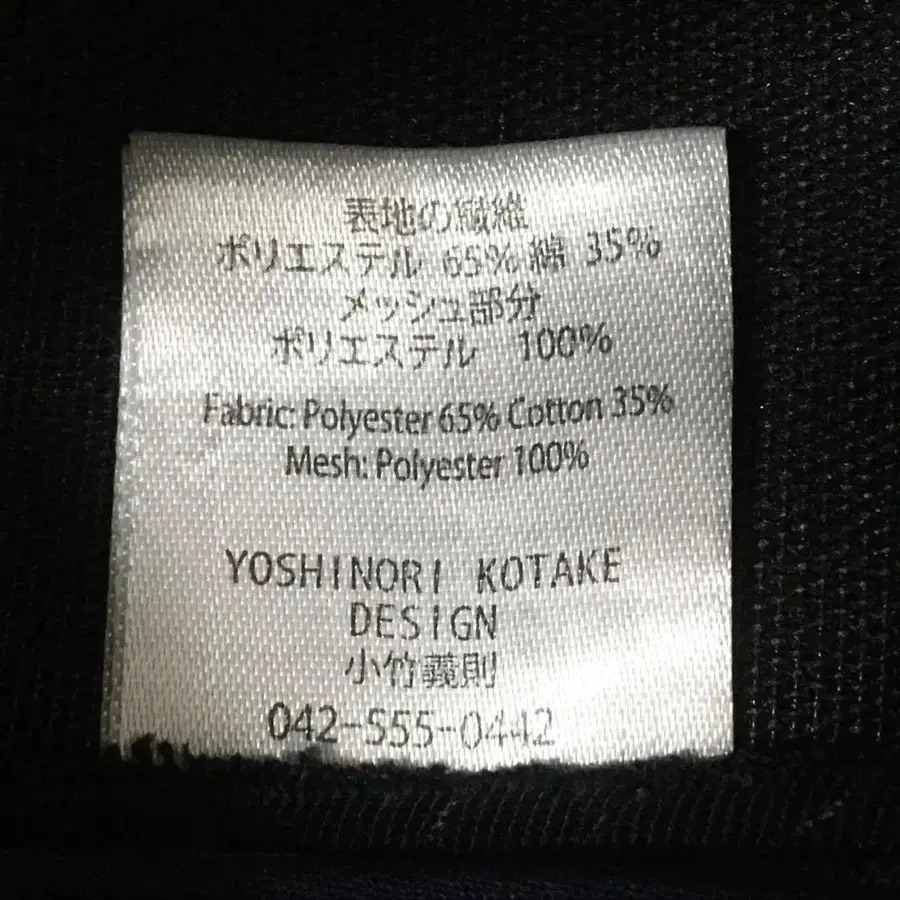 表地の繊維
ポリエステル 65% 綿 35%
メッシュ部分
ポリエステル 100%
Fabric: Polyester 65% Cotton 35%
Mesh: Polyester 100%
YOSHINORI KOTAKE
DESIGN
小竹義則
042-555-0442